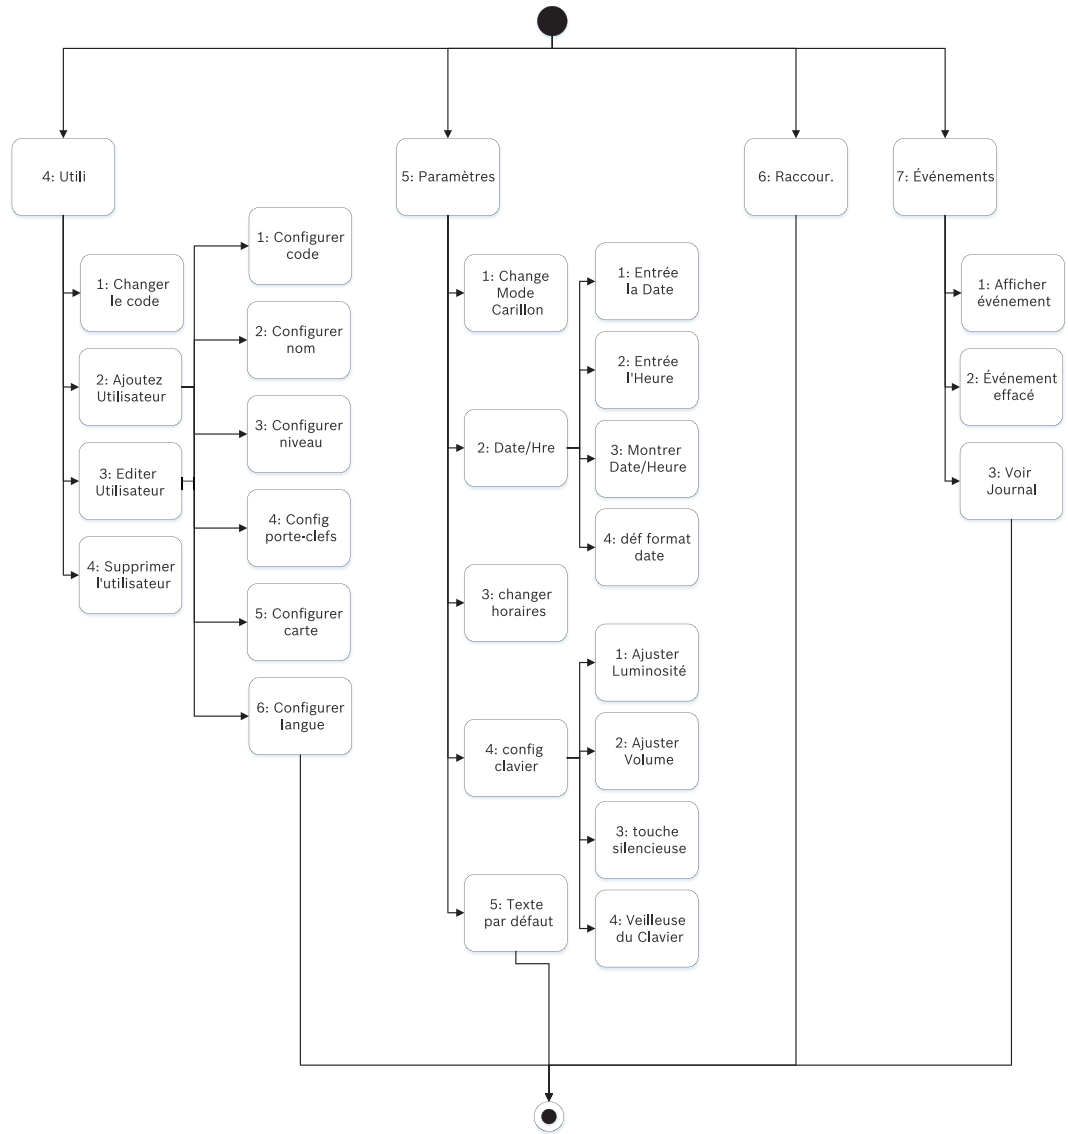 4: Utili
5: Paramètres
6: Raccour.
7: Événements
1: Changer
le code
2: Ajoutez
Utilisateur
3: Editer
Utilisateur
4: Supprimer
l'utilisateur
1: Configurer
code
2: Configurer
nom
3: Configurer
niveau
4: Config
porte-clefs
5: Configurer
carte
6: Configurer
langue
1: Change
Mode
Carillon
2: Date/Hre
3: changer
horaires
4: config
clavier
5: Texte
par défaut
1: Entrée
la Date
2: Entrée
l'Heure
3: Montrer
Date/Heure
4: déf format
date
1: Ajuster
Luminosité
2: Ajuster
Volume
3: touche
silencieuse
4: Veilleuse
du Clavier
1: Afficher
événement
2: Événement
effacé
3: Voir
Journal